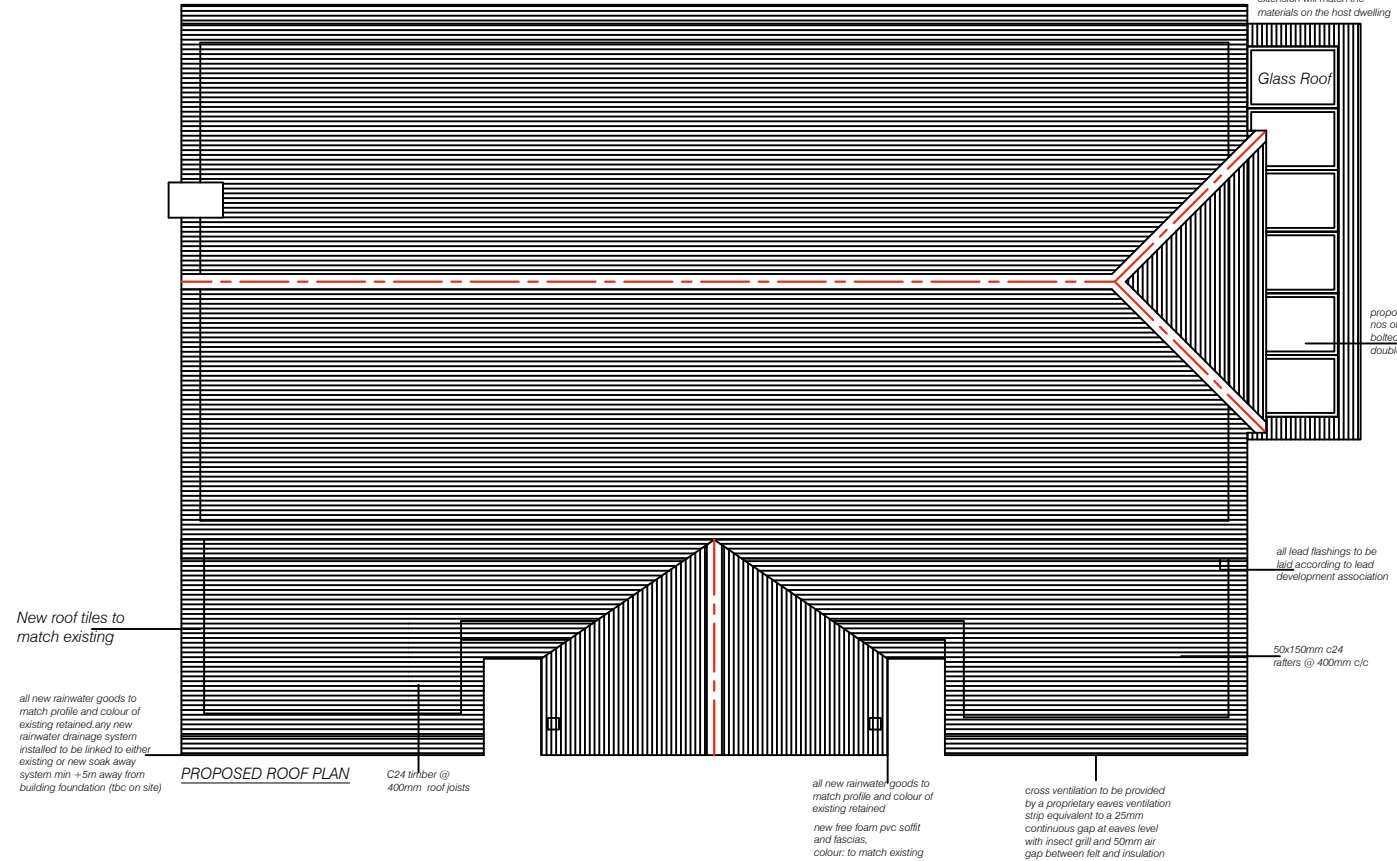 extension will match the
materials on the host dwelling
Glass Roof
all lead flashings to be
laid according to lead
development association
New roof tiles to
match existing
50x150mm c24
rafters @ 400mm c/c
all new rainwater goods to
match profile and colour of
existing retained.any new
rainwater drainage system
installed to be linked to either
existing or new soak away
system min +5m away from
building foundation (tbc on site)
PROPOSED ROOF PLAN
C24 timber @
400mm roof joists
all new rainwater goods to
match profile and colour of
existing retained
new free foam pvc soffit
and fascias,
colour: to match existing
cross ventilation to be provided
by a proprietary eaves ventilation
strip equivalent to a 25mm
continuous gap at eaves level
with insect grill and 50mm air
gap between felt and insulation